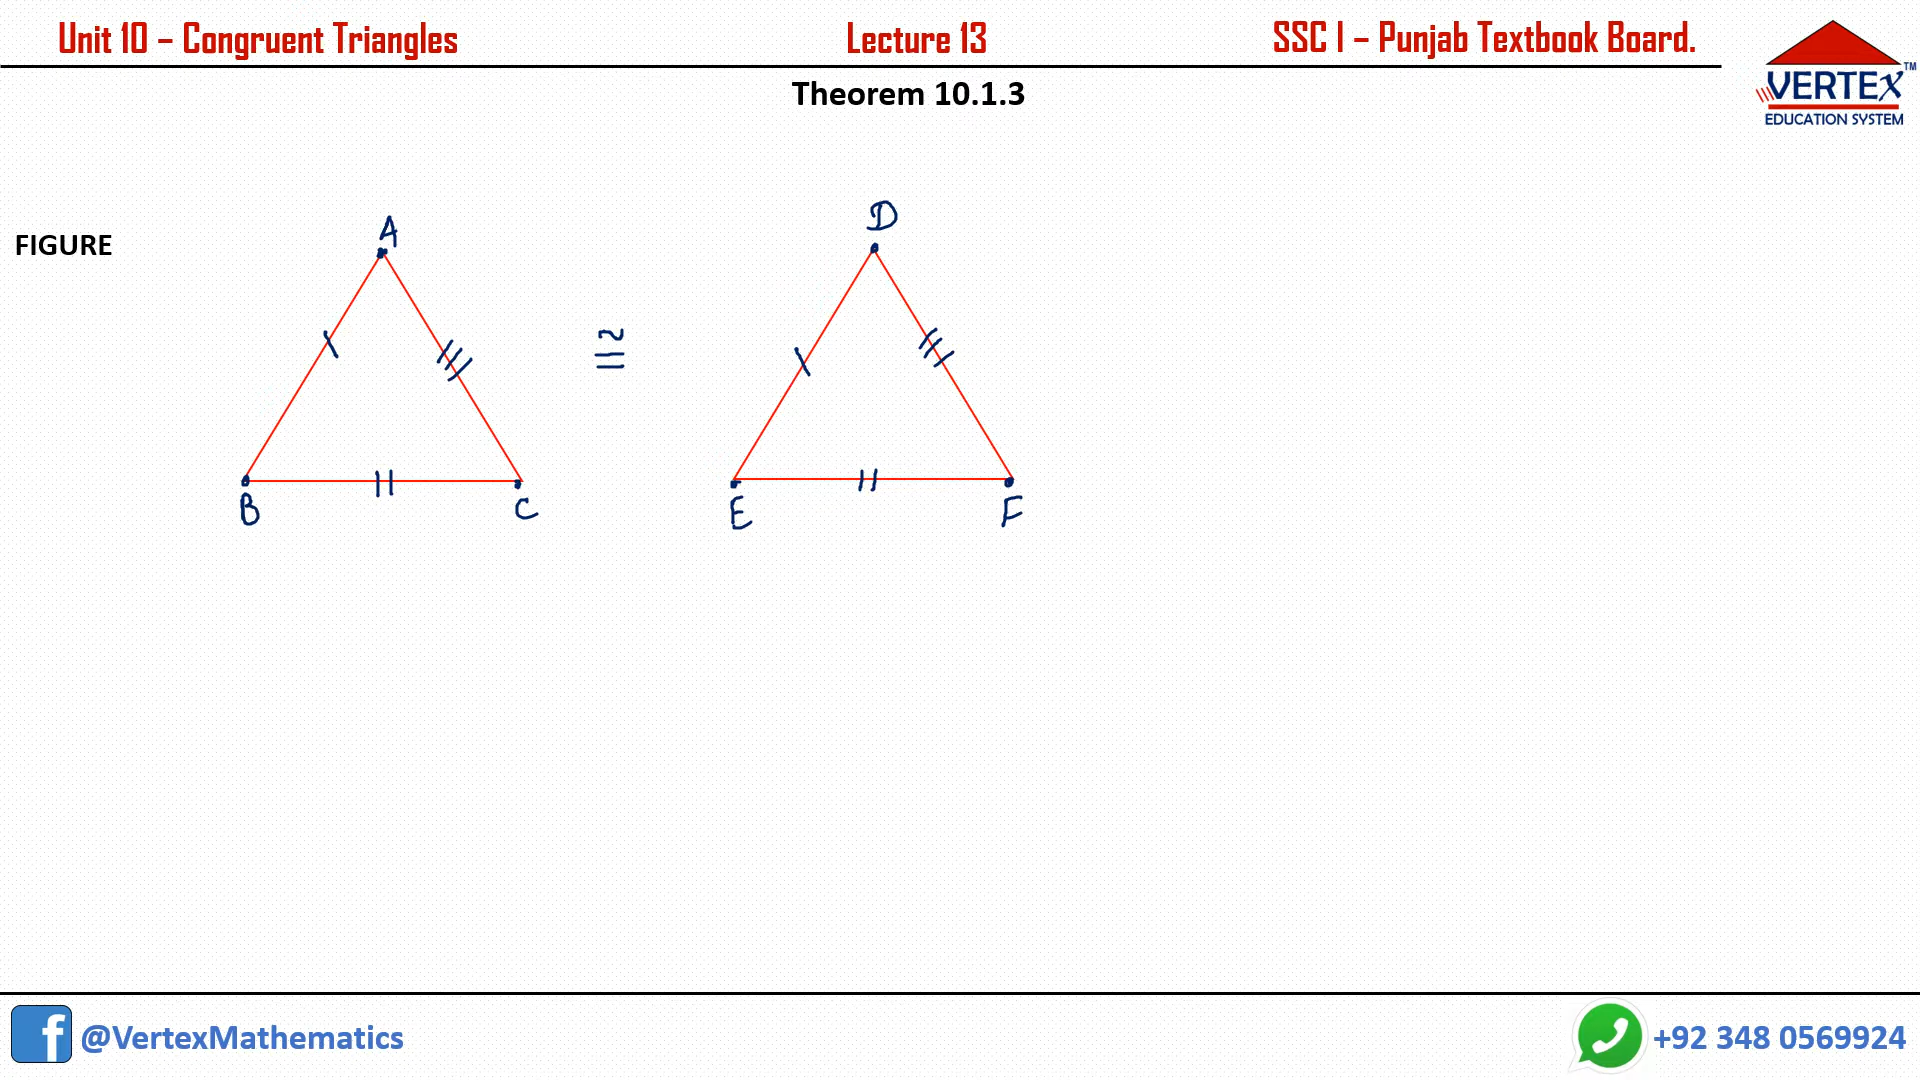 Unit 10 – Congruent Triangles
Lecture 13
SSC I – Punjab Textbook Board.
VERTEX TM
EDUCATION SYSTEM
Theorem 10.1.3
FIGURE
A
D
≅
B
C
E
F
@VertexMathematics
+92 348 0569924